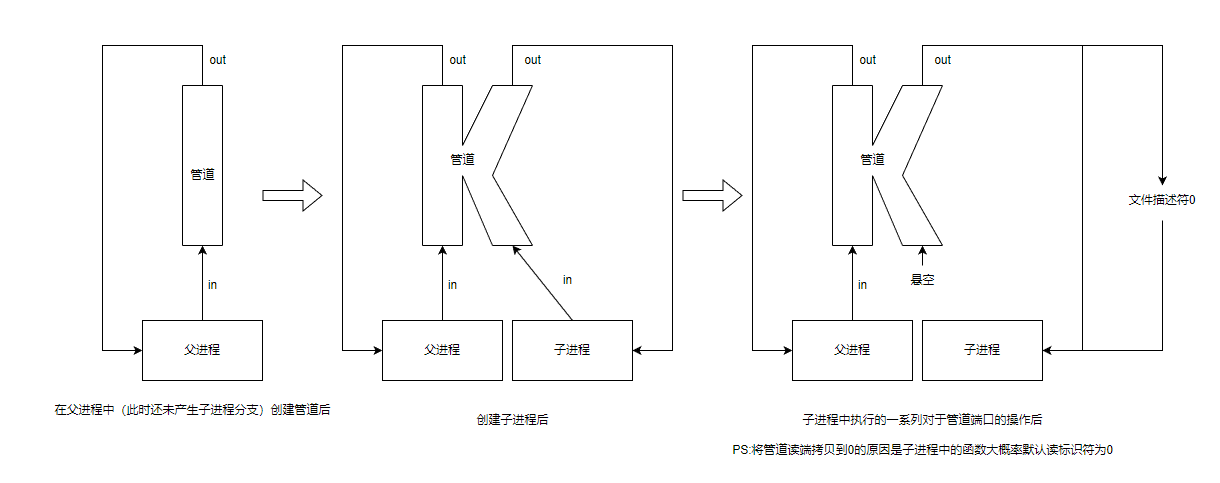 out
管道
in
父进程
在父进程中（此时还未产生子进程分支）创建管道后
out
out
管道
in
in
父进程
子进程
创建子进程后
out
out
管道
文件描述符0
悬空
in
父进程
子进程
子进程中执行的一系列对于管道端口的操作后
PS:将管道读端拷贝到0的原因是子进程中的函数大概率默认读标识符为0